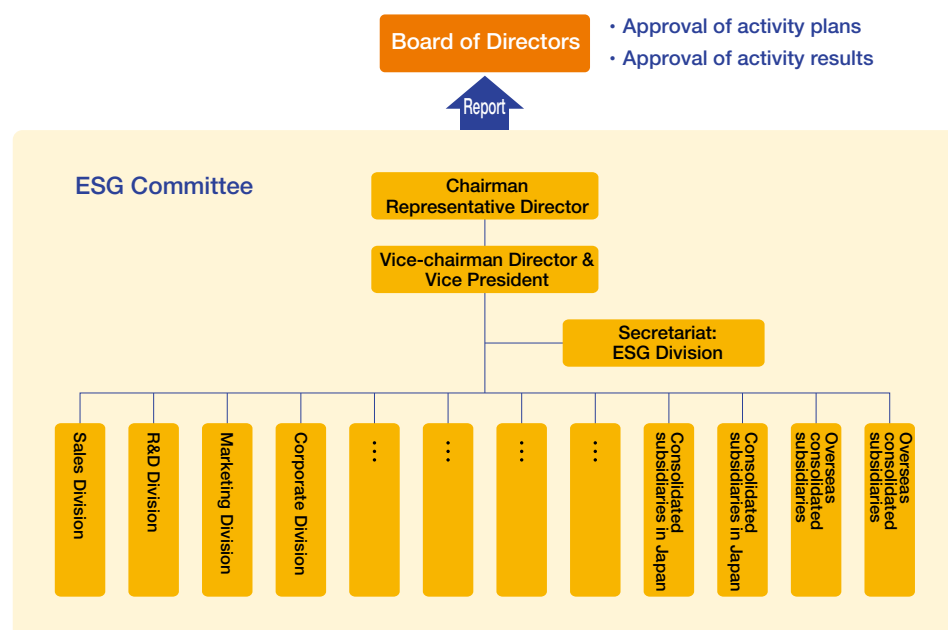 Board of Directors
・Approval of activity plans
・Approval of activity results
Report
ESG Committee
Chairman
Representative Director
Vice-chairman Director &
Vice President
Secretariat:
ESG Division
Sales Division
R&D Division
Marketing Division
Corporate Division
…
…
…
…
Consolidated
subsidiaries in Japan
Consolidated
subsidiaries in Japan
Overseas
consolidated
subsidiaries
Overseas
consolidated
subsidiaries